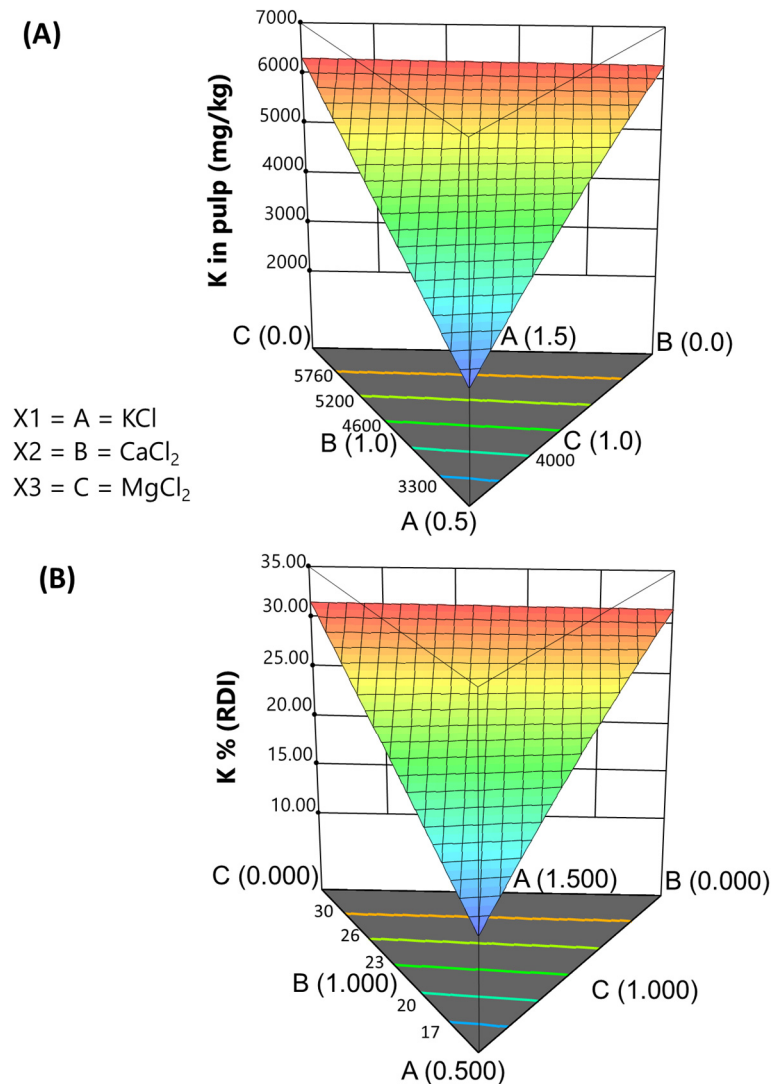 (A)
7000
6000
5000
4000
3000
2000
K in pulp (mg/kg)
C (0.0)
A (1.5)
B (0.0)
5760
5200
4600
4000
3300
B (1.0)
C (1.0)
A (0.5)
X1 = A = KCl
X2 = B = CaCl₂
X3 = C = MgCl₂
(B)
35.00
30.00
25.00
20.00
15.00
10.00
K % (RDI)
C (0.000)
A (1.500)
B (0.000)
30
26
23
20
17
B (1.000)
C (1.000)
A (0.500)